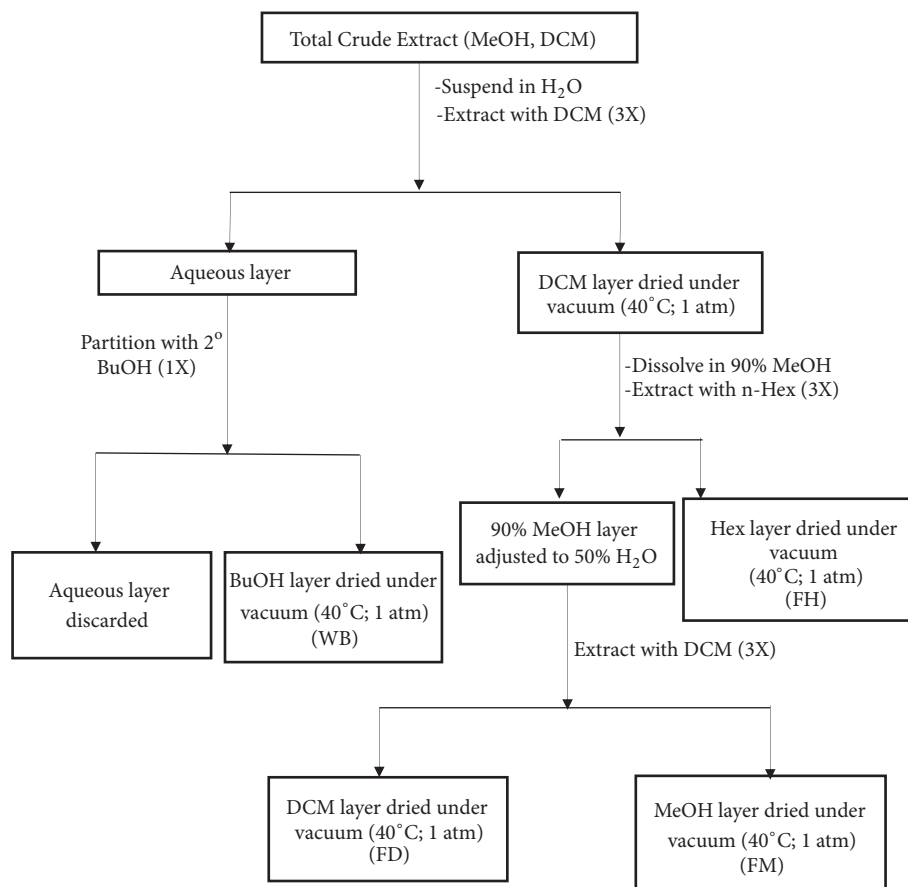 Total Crude Extract (MeOH, DCM)
-Suspend in H₂O
-Extract with DCM (3X)
Aqueous layer
DCM layer dried under
vacuum (40°C; 1 atm)
Partition with 2°
BuOH (1X)
-Dissolve in 90% MeOH
-Extract with n-Hex (3X)
Aqueous layer
discarded
BuOH layer dried under
vacuum (40°C; 1 atm)
(WB)
90% MeOH layer
adjusted to 50% H₂O
Hex layer dried under
vacuum
(40°C; 1 atm)
(FH)
Extract with DCM (3X)
DCM layer dried under
vacuum (40°C; 1 atm)
(FD)
MeOH layer dried under
vacuum (40°C; 1 atm)
(FM)